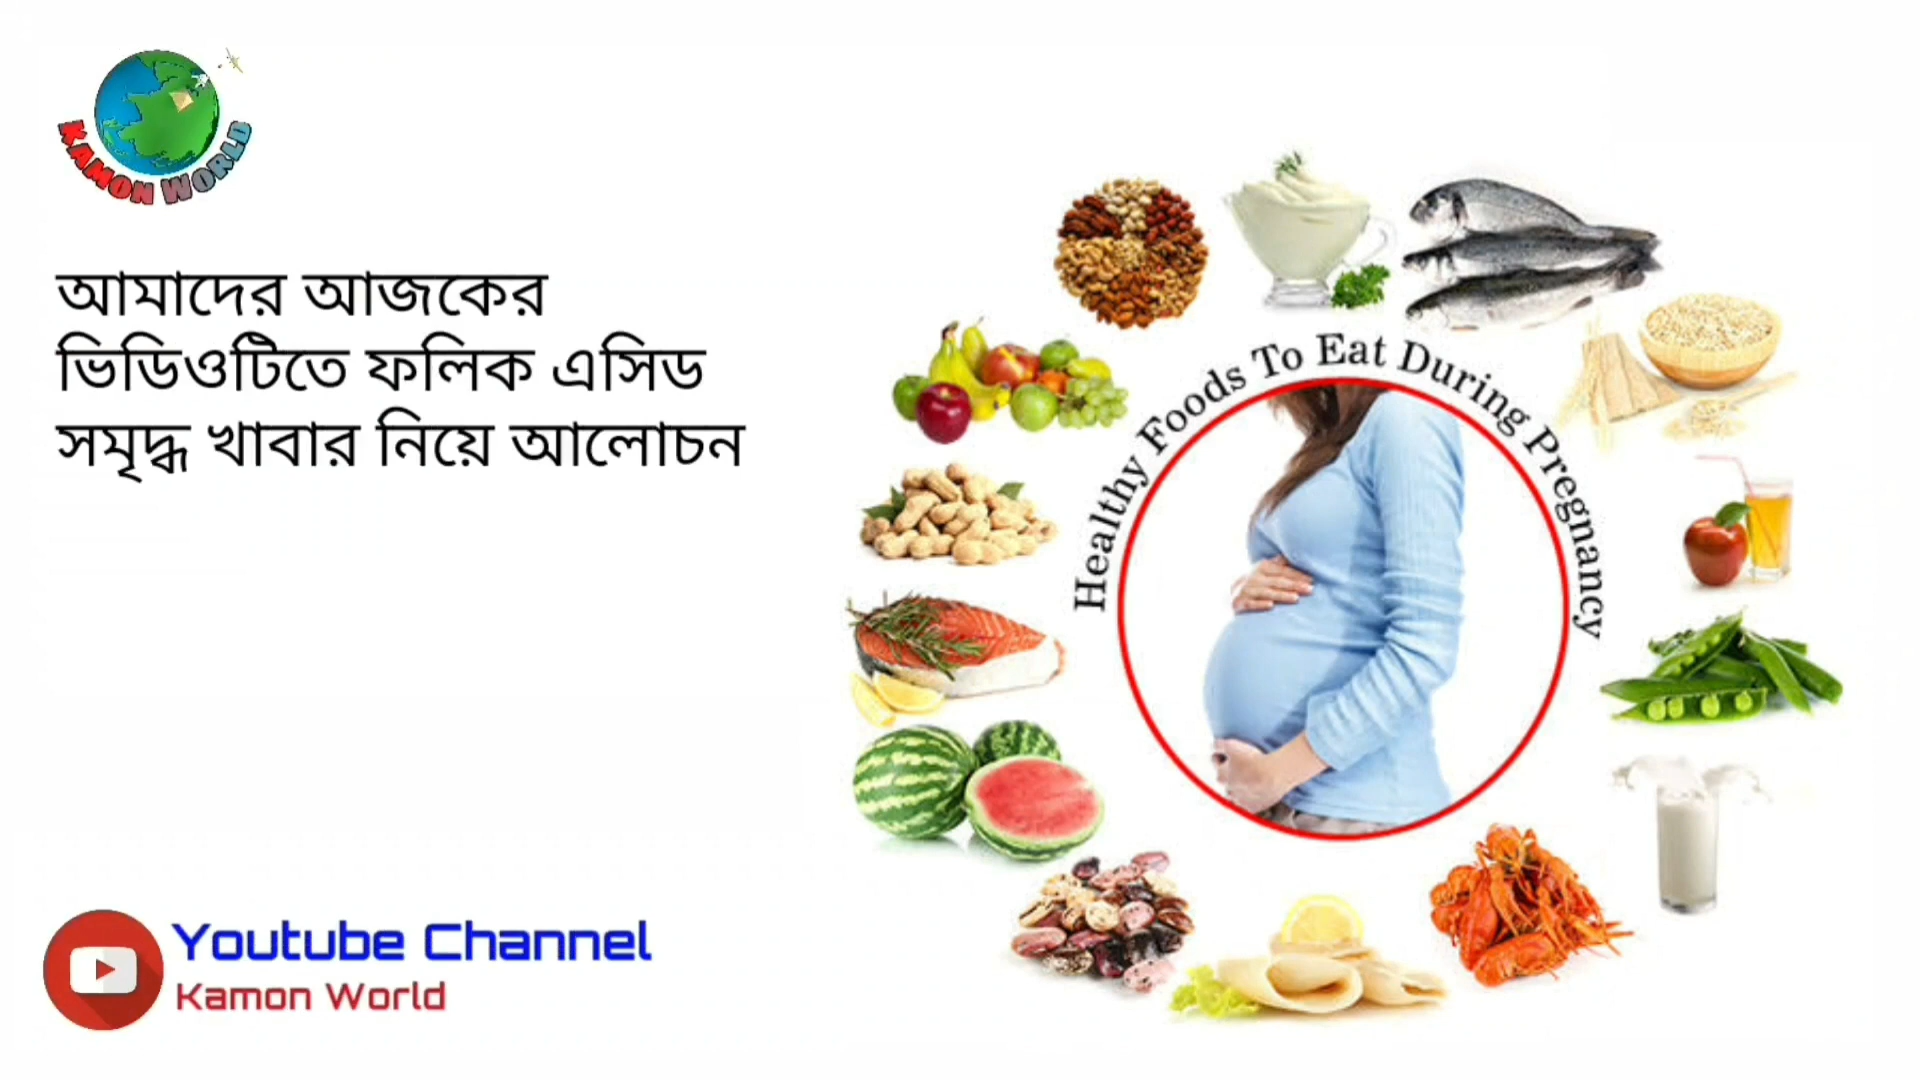 KAMON WORLD
আমাদের আজকের
ভিডিওটিতে ফলিক এসিড
সমৃদ্ধ খাবার নিয়ে আলোচন
Healthy Foods To Eat During Pregnancy
Youtube Channel
Kamon World